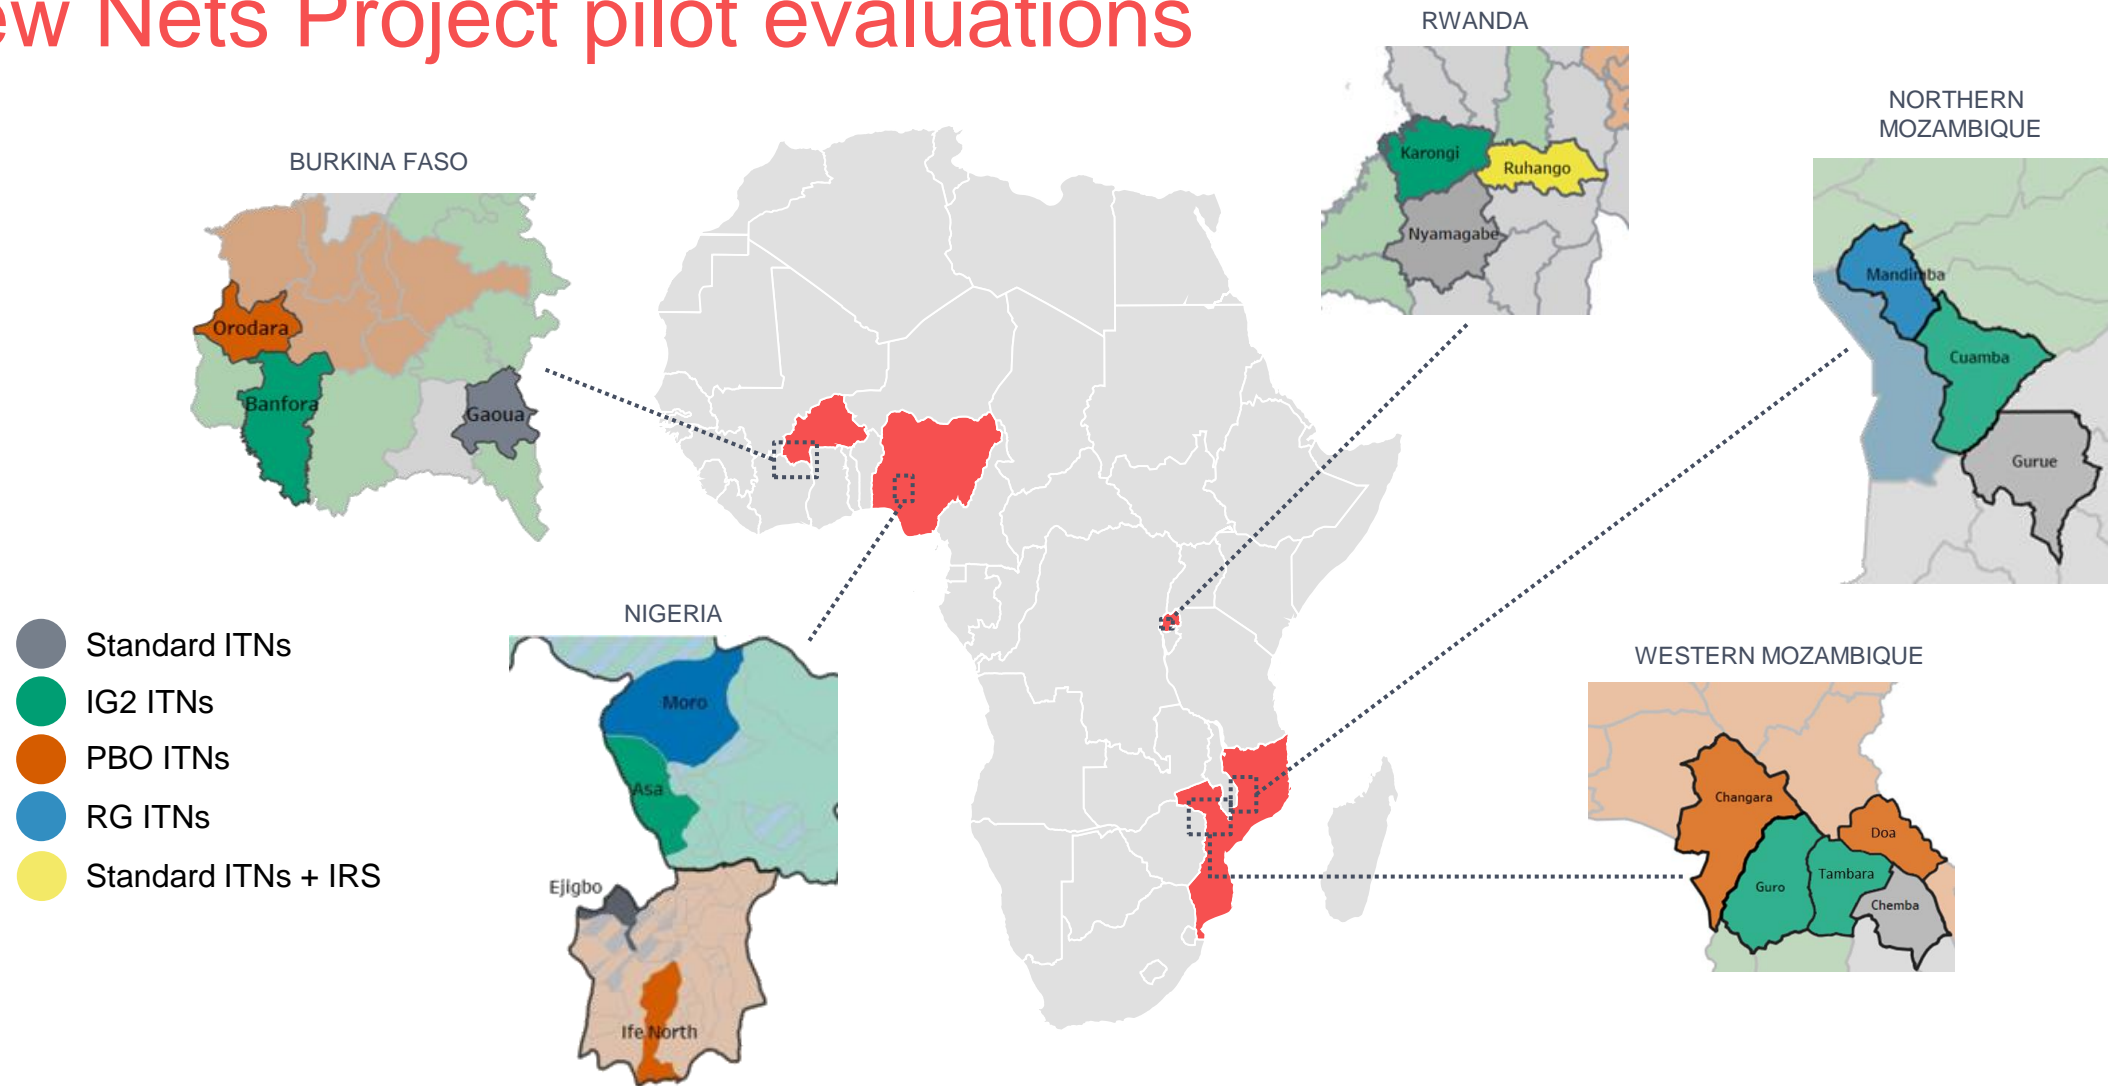 ew Nets Project pilot evaluations
RWANDA
Karongi
Ruhango
Nyamagabe
NORTHERN
MOZAMBIQUE
Mandimba
Cuamba
Gurue
BURKINA FASO
Orodara
Banfora
Gaoua
Standard ITNs
IG2 ITNs
PBO ITNs
RG ITNs
Standard ITNs + IRS
NIGERIA
Moro
Asa
Ejigbo
Ife North
WESTERN MOZAMBIQUE
Changara
Doa
Guro
Tambara
Chemba